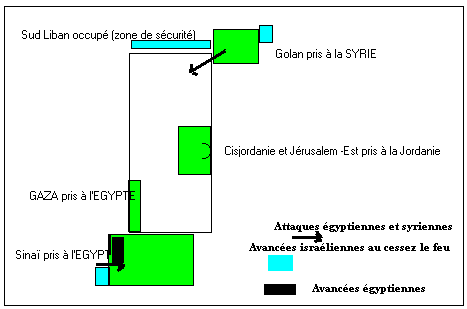 Sud Liban occupé (zone de sécurité)
Golan pris à la SYRIE
Cisjordanie et Jérusalem -Est pris à la Jordanie
GAZA pris à l'EGYPTE
Attaques égyptiennes et syriennes
Sinaï pris à l'EGYPT
Avancées israéliennes au cessez le feu
Avancées égyptiennes